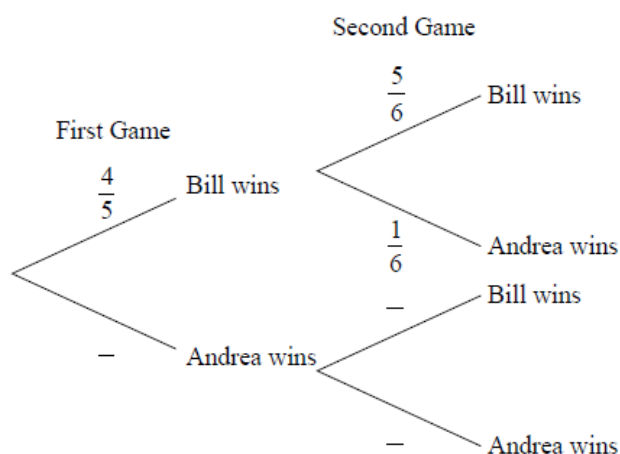 Second Game
5
6
Bill wins
First Game
4
5
Bill wins
1
6
Andrea wins
–
Bill wins
–
Andrea wins
–
Andrea wins